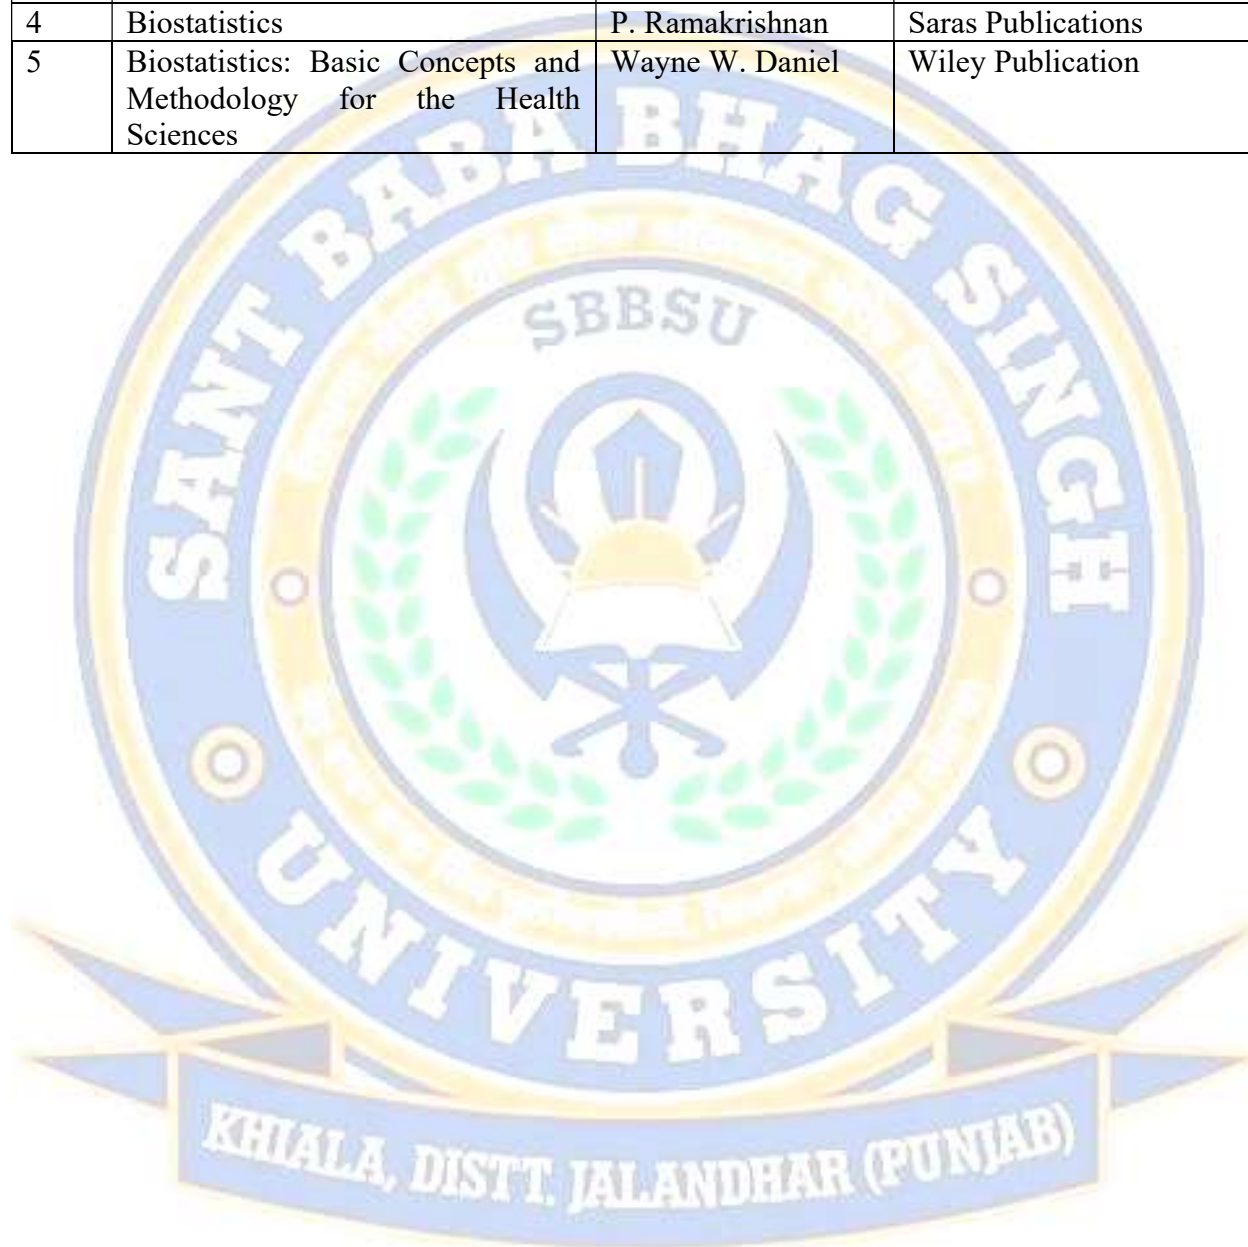 4 Biostatistics P. Ramakrishnan Saras Publications
5 Biostatistics: Basic Concepts and Wayne W. Daniel Wiley Publication
Methodology for the Health
Sciences
SANT BABA BHAG SINGH
SBBSU
UNIVERSITY
KHIALA, DISTT. JALANDHAR (PUNJAB)